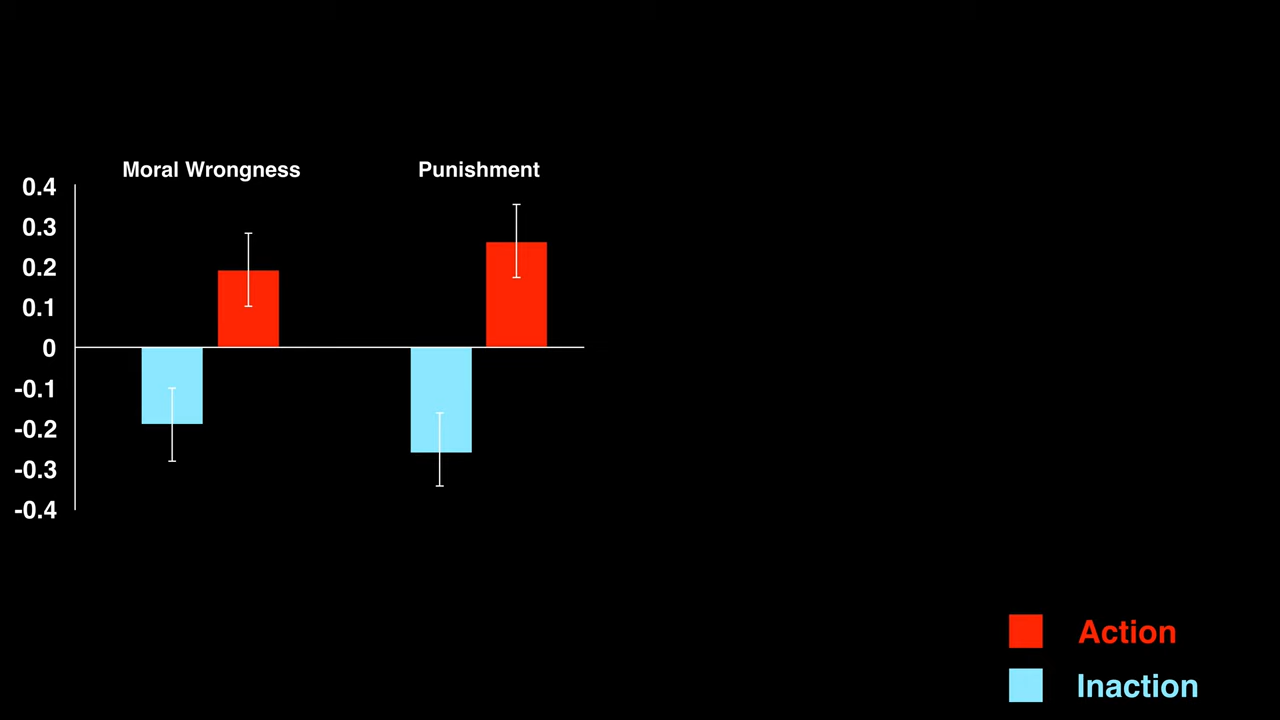 Moral Wrongness
Punishment
0.4
0.3
0.2
0.1
0
-0.1
-0.2
-0.3
-0.4
Action
Inaction